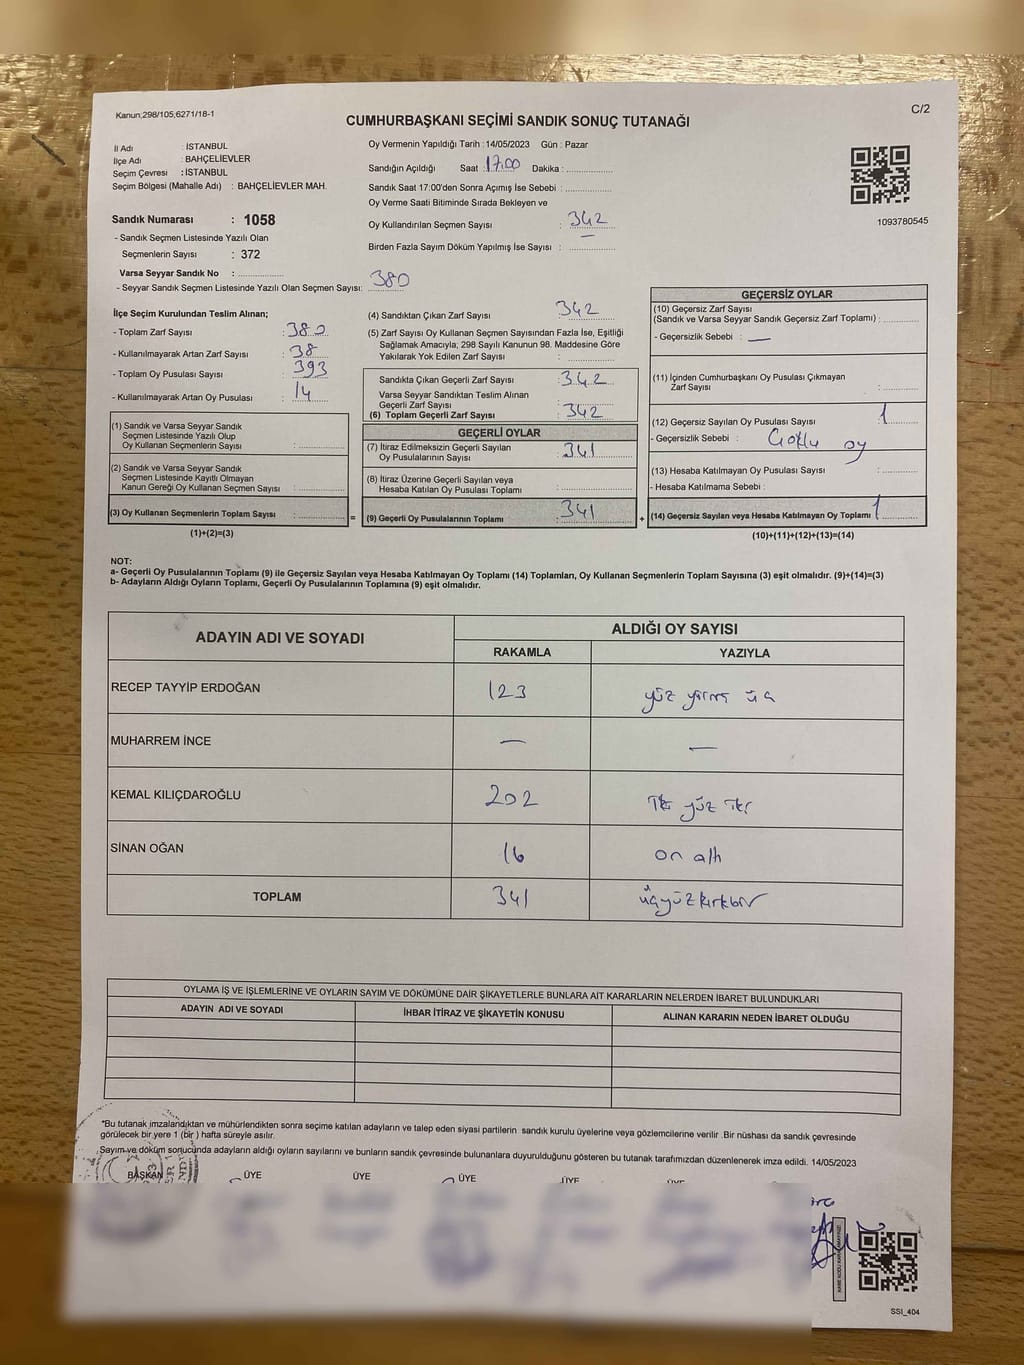 Kanun;298/105;6271/18-1
C/2
CUMHURBAŞKANI SEÇİMİ SANDIK SONUÇ TUTANAĞI
İl Adı : İSTANBUL
İlçe Adı : BAHÇELİEVLER
Seçim Çevresi : İSTANBUL
Seçim Bölgesi (Mahalle Adı) : BAHÇELİEVLER MAH.
Sandık Numarası : 1058
- Sandık Seçmen Listesinde Yazılı Olan
Seçmenlerin Sayısı : 372
Varsa Seyyar Sandık No :
- Seyyar Sandık Seçmen Listesinde Yazılı Olan Seçmen Sayısı: 380
Oy Vermenin Yapıldığı Tarih : 14/05/2023 Gün : Pazar
Sandığın Açıldığı Saat 17:00 Dakika :
Sandık Saat 17:00'den Sonra Açımış İse Sebebi :
Oy Verme Saati Bitiminde Sırada Bekleyen ve
Oy Kullandırılan Seçmen Sayısı : 342
Birden Fazla Sayım Döküm Yapılmış İse Sayısı : —
1093780545
İlçe Seçim Kurulundan Teslim Alınan;
- Toplam Zarf Sayısı : 380
- Kullanılmayarak Artan Zarf Sayısı : 38
- Toplam Oy Pusulası Sayısı : 393
- Kullanılmayarak Artan Oy Pusulası : 14
(1) Sandık ve Varsa Seyyar Sandık
Seçmen Listesinde Yazılı Olup
Oy Kullanan Seçmenlerin Sayısı :
(2) Sandık ve Varsa Seyyar Sandık
Seçmen Listesinde Kayıtlı Olmayan
Kanun Gereği Oy Kullanan Seçmen Sayısı :
(3) Oy Kullanan Seçmenlerin Toplam Sayısı :
(1)+(2)=(3)
=
(4) Sandıktan Çıkan Zarf Sayısı : 342
(5) Zarf Sayısı Oy Kullanan Seçmen Sayısından Fazla İse, Eşitliği
Sağlamak Amacıyla; 298 Sayılı Kanunun 98. Maddesine Göre
Yakılarak Yok Edilen Zarf Sayısı :
Sandıkta Çıkan Geçerli Zarf Sayısı : 342
Varsa Seyyar Sandıktan Teslim Alınan
Geçerli Zarf Sayısı :
(6) Toplam Geçerli Zarf Sayısı : 342
GEÇERLİ OYLAR
(7) İtiraz Edilmeksizin Geçerli Sayılan
Oy Pusulalarının Sayısı : 341
(8) İtiraz Üzerine Geçerli Sayılan veya
Hesaba Katılan Oy Pusulası Toplamı :
(9) Geçerli Oy Pusulalarının Toplamı : 341
+
GEÇERSİZ OYLAR
(10) Geçersiz Zarf Sayısı
(Sandık ve Varsa Seyyar Sandık Geçersiz Zarf Toplamı) :
- Geçersizlik Sebebi : —
(11) İçinden Cumhurbaşkanı Oy Pusulası Çıkmayan
Zarf Sayısı :
(12) Geçersiz Sayılan Oy Pusulası Sayısı : 1
- Geçersizlik Sebebi : Çoklu oy
(13) Hesaba Katılmayan Oy Pusulası Sayısı :
- Hesaba Katılmama Sebebi :
(14) Geçersiz Sayılan veya Hesaba Katılmayan Oy Toplamı : 1
(10)+(11)+(12)+(13)=(14)
NOT:
a- Geçerli Oy Pusulalarının Toplamı (9) ile Geçersiz Sayılan veya Hesaba Katılmayan Oy Toplamı (14) Toplamları, Oy Kullanan Seçmenlerin Toplam Sayısına (3) eşit olmalıdır. (9)+(14)=(3)
b- Adayların Aldığı Oyların Toplamı, Geçerli Oy Pusulalarının Toplamına (9) eşit olmalıdır.
ADAYIN ADI VE SOYADI
ALDIĞI OY SAYISI
RAKAMLA YAZIYLA
RECEP TAYYİP ERDOĞAN 123 yüz yirmi üç
MUHARREM İNCE — —
KEMAL KILIÇDAROĞLU 202 iki yüz iki
SİNAN OĞAN 16 on altı
TOPLAM 341 üçyüzkırkbir
OYLAMA İŞ VE İŞLEMLERİNE VE OYLARIN SAYIM VE DÖKÜMÜNE DAİR ŞİKAYETLERLE BUNLARA AİT KARARLARIN NELERDEN İBARET BULUNDUKLARI
ADAYIN ADI VE SOYADI İHBAR İTİRAZ VE ŞİKAYETİN KONUSU ALINAN KARARIN NEDEN İBARET OLDUĞU
*Bu tutanak imzalandıktan ve mühürlendikten sonra seçime katılan adayların ve talep eden siyasi partilerin sandık kurulu üyelerine veya gözlemcilerine verilir .Bir nüshası da sandık çevresinde
görülecek bir yere 1 (bir ) hafta süreyle asılır.
Sayım ve döküm sonucunda adayların aldığı oyların sayılarını ve bunların sandık çevresinde bulunanlara duyurulduğunu gösteren bu tutanak tarafımızdan düzenlenerek imza edildi. 14/05/2023
BAŞKAN ÜYE ÜYE ÜYE ÜYE ÜYE
SSI_404